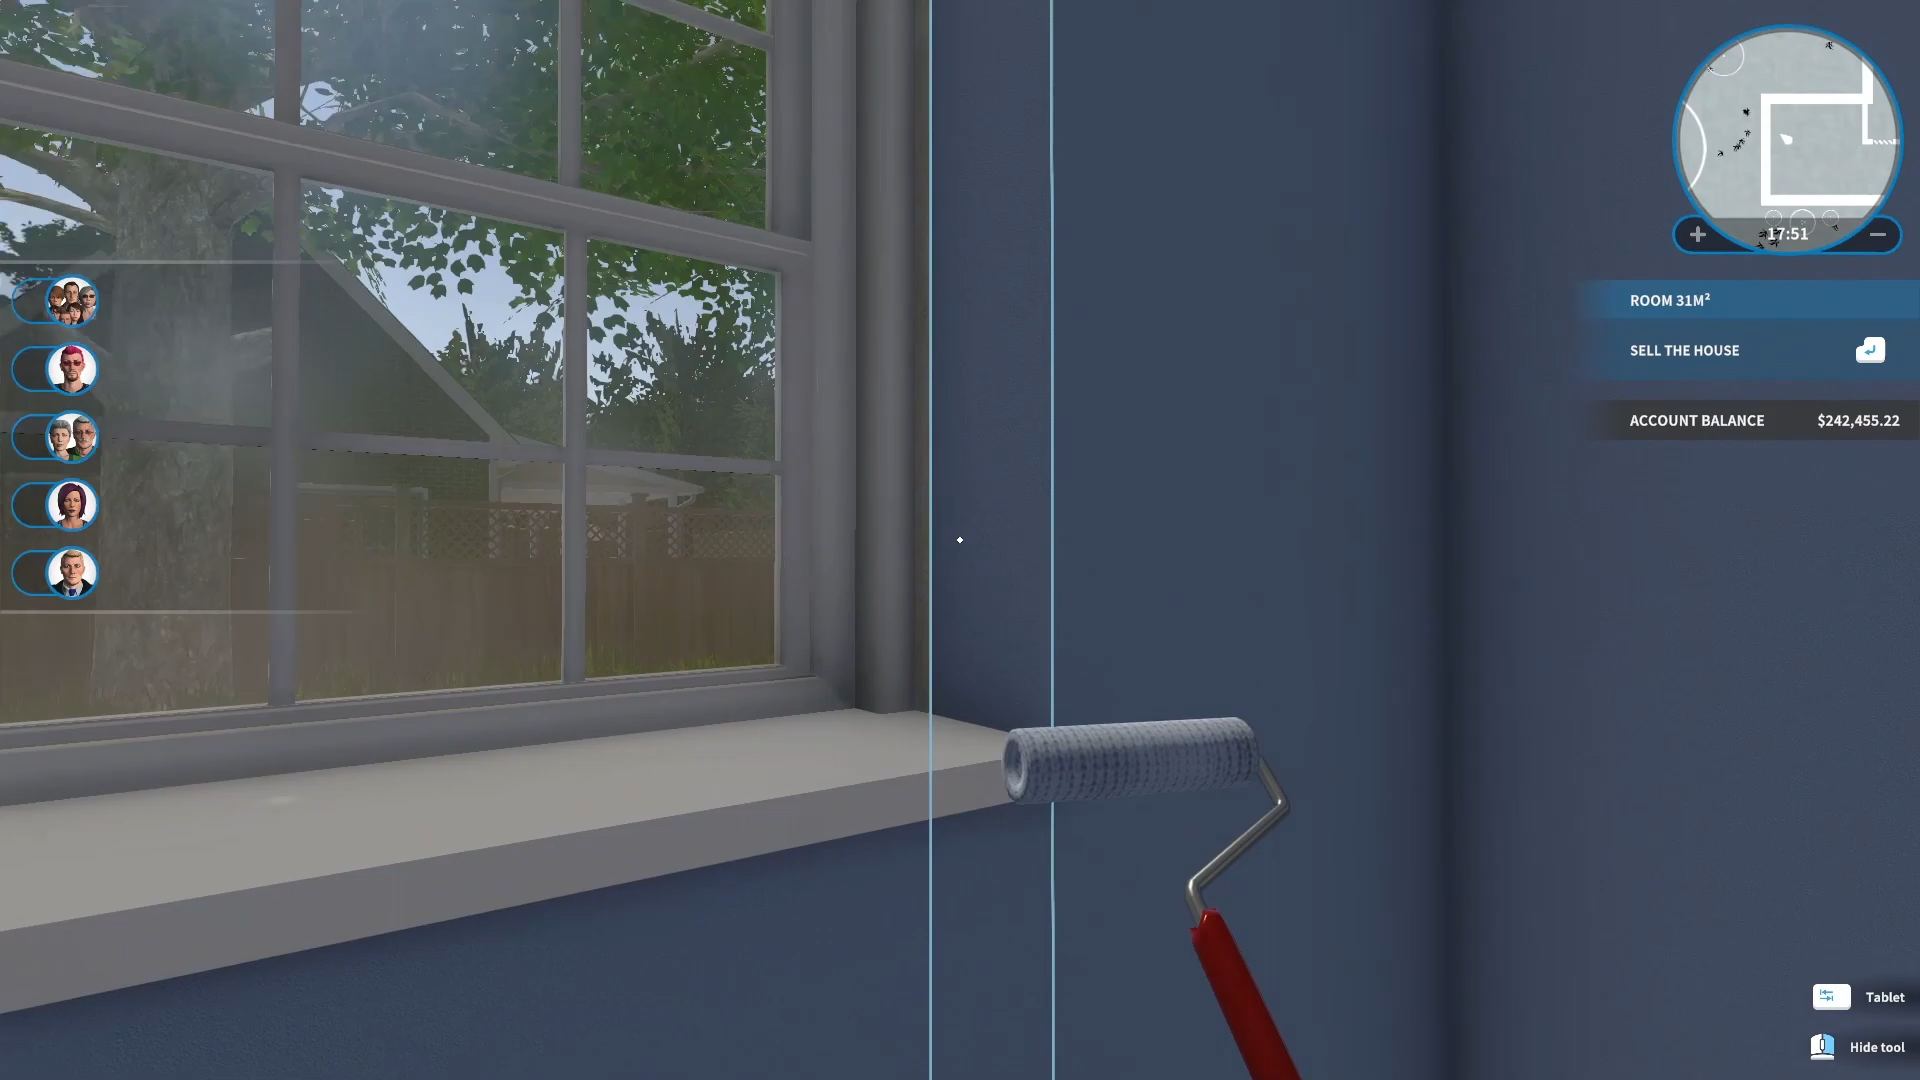 17:51
ROOM 31M²
SELL THE HOUSE
ACCOUNT BALANCE $242,455.22
Tablet
Hide tool